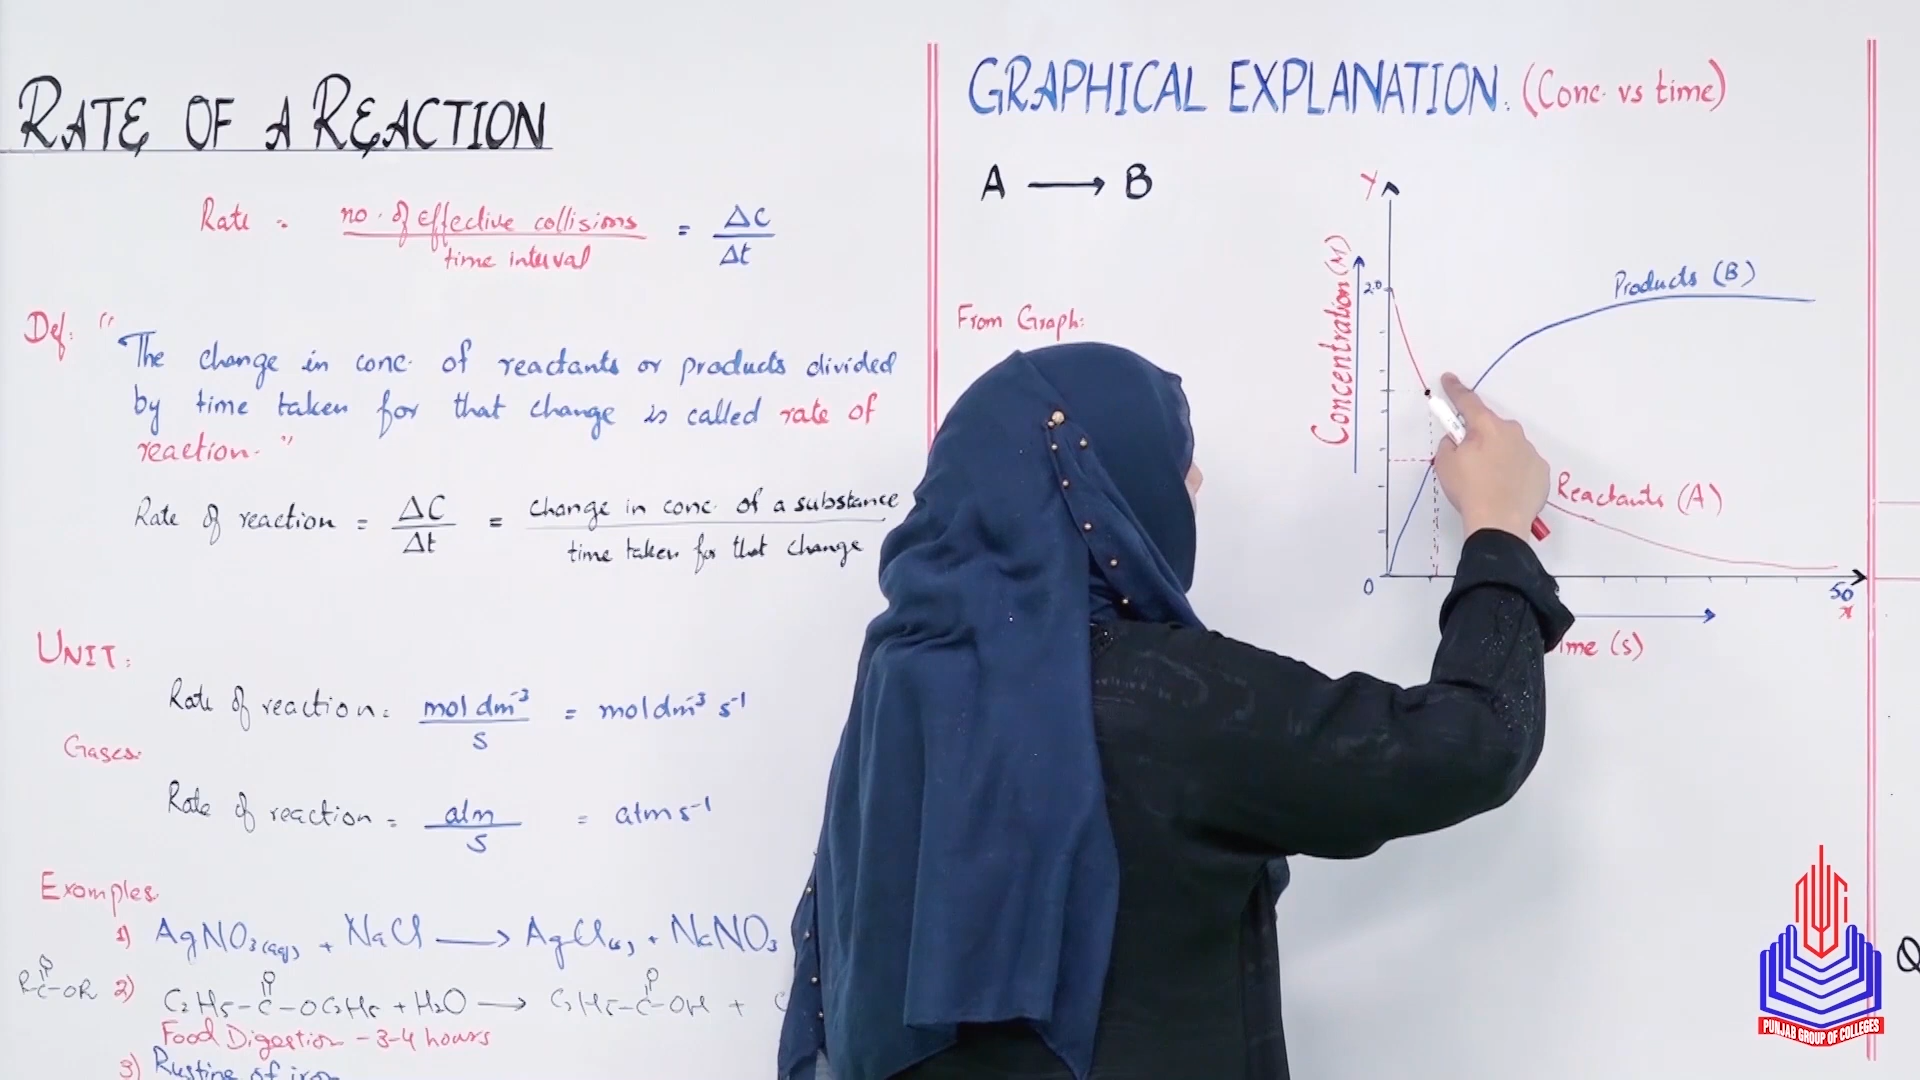 RATE OF A REACTION
Rate = no. of effective collisions / time interval = ΔC / Δt
Def: "The change in conc. of reactants or products divided
by time taken for that change is called rate of
reaction."
Rate of reaction = ΔC / Δt = change in conc. of a substance / time taken for that change
UNIT:
Rate of reaction = mol dm⁻³ / s = mol dm⁻³ s⁻¹
Gases:
Rate of reaction = atm / s = atm s⁻¹
Examples
1) AgNO₃(aq) + NaCl → AgCl(s) + NaNO₃
R-C-OR
O
2) C₂H₅-C-OC₂H₅ + H₂O → C₂H₅-C-OH +
O
O
Food Digestion - 3-4 hours
3) Rusting of iron
GRAPHICAL EXPLANATION: (Conc. vs time)
A → B
From Graph:
Y
Concentration (M)
2.0
Products (B)
Reactants (A)
0
50
x
ime (s)
Q
PUNJAB GROUP OF COLLEGES